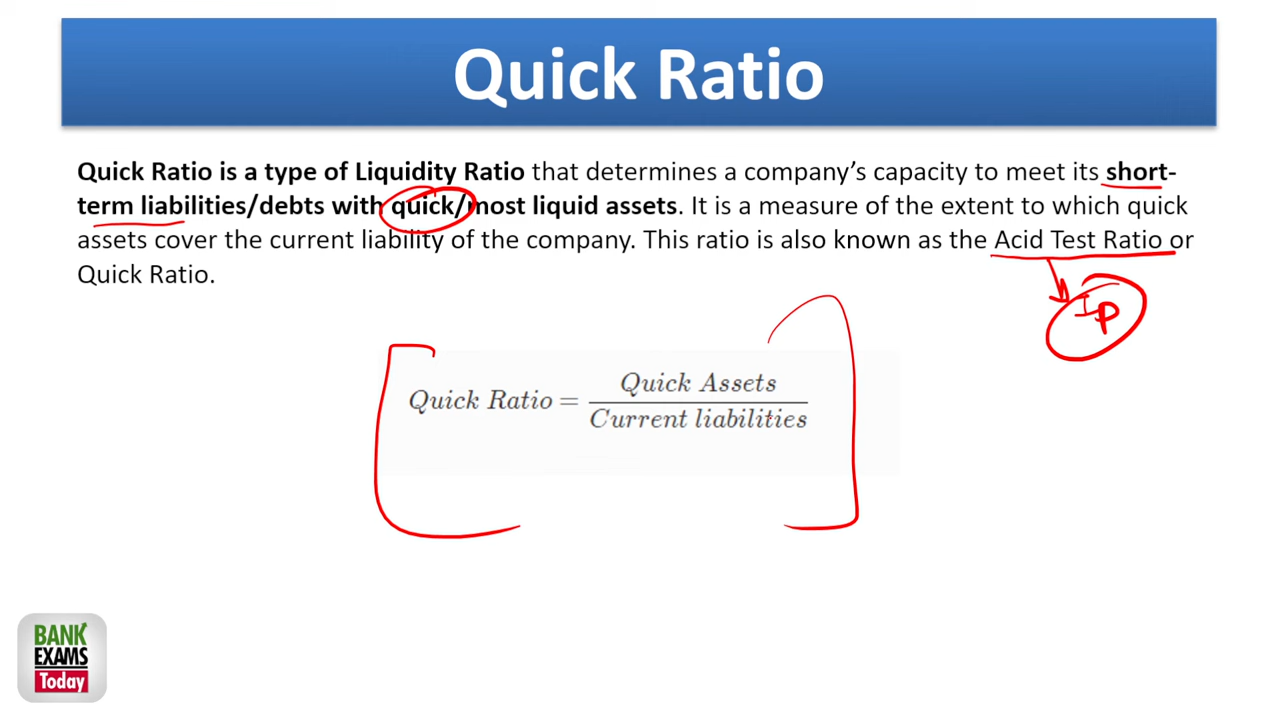 Quick Ratio
Quick Ratio is a type of Liquidity Ratio that determines a company’s capacity to meet its short-
term liabilities/debts with quick/most liquid assets. It is a measure of the extent to which quick
assets cover the current liability of the company. This ratio is also known as the Acid Test Ratio or
Quick Ratio.
IP
Quick Ratio = Quick Assets / Current liabilities
BANK
EXAMS
Today